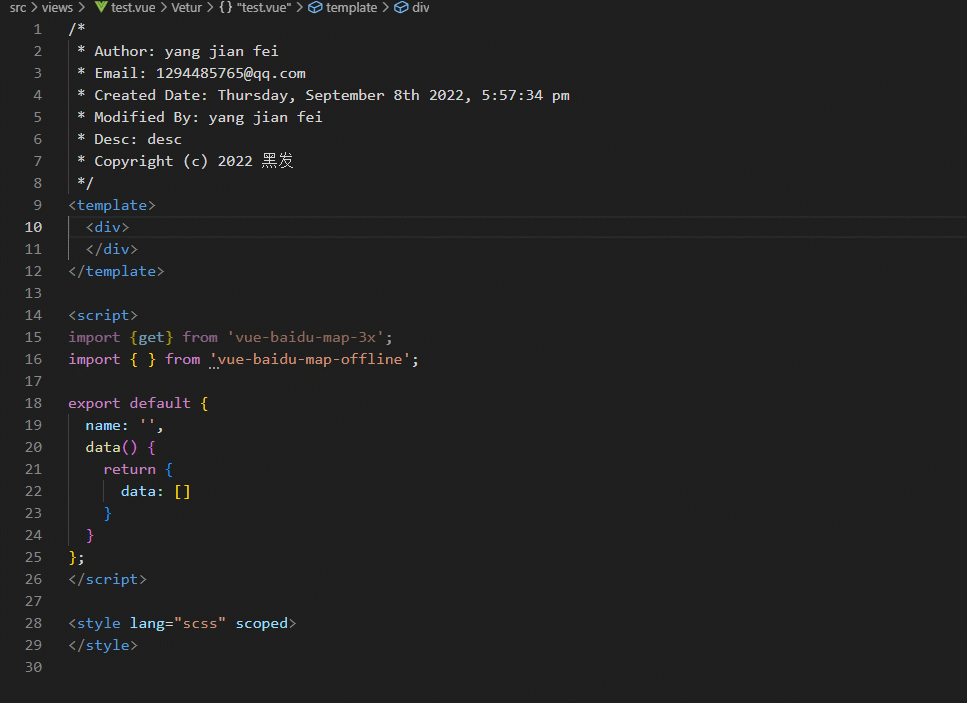 src > views > test.vue > Vetur > {} "test.vue" > template > div
1 /*
2  * Author: yang jian fei
3  * Email: 1294485765@qq.com
4  * Created Date: Thursday, September 8th 2022, 5:57:34 pm
5  * Modified By: yang jian fei
6  * Desc: desc
7  * Copyright (c) 2022 黑发
8  */
9 <template>
10   <div>
11   </div>
12 </template>
13
14 <script>
15 import {get} from 'vue-baidu-map-3x';
16 import { } from 'vue-baidu-map-offline';
17
18 export default {
19   name: '',
20   data() {
21     return {
22       data: []
23     }
24   }
25 };
26 </script>
27
28 <style lang="scss" scoped>
29 </style>
30